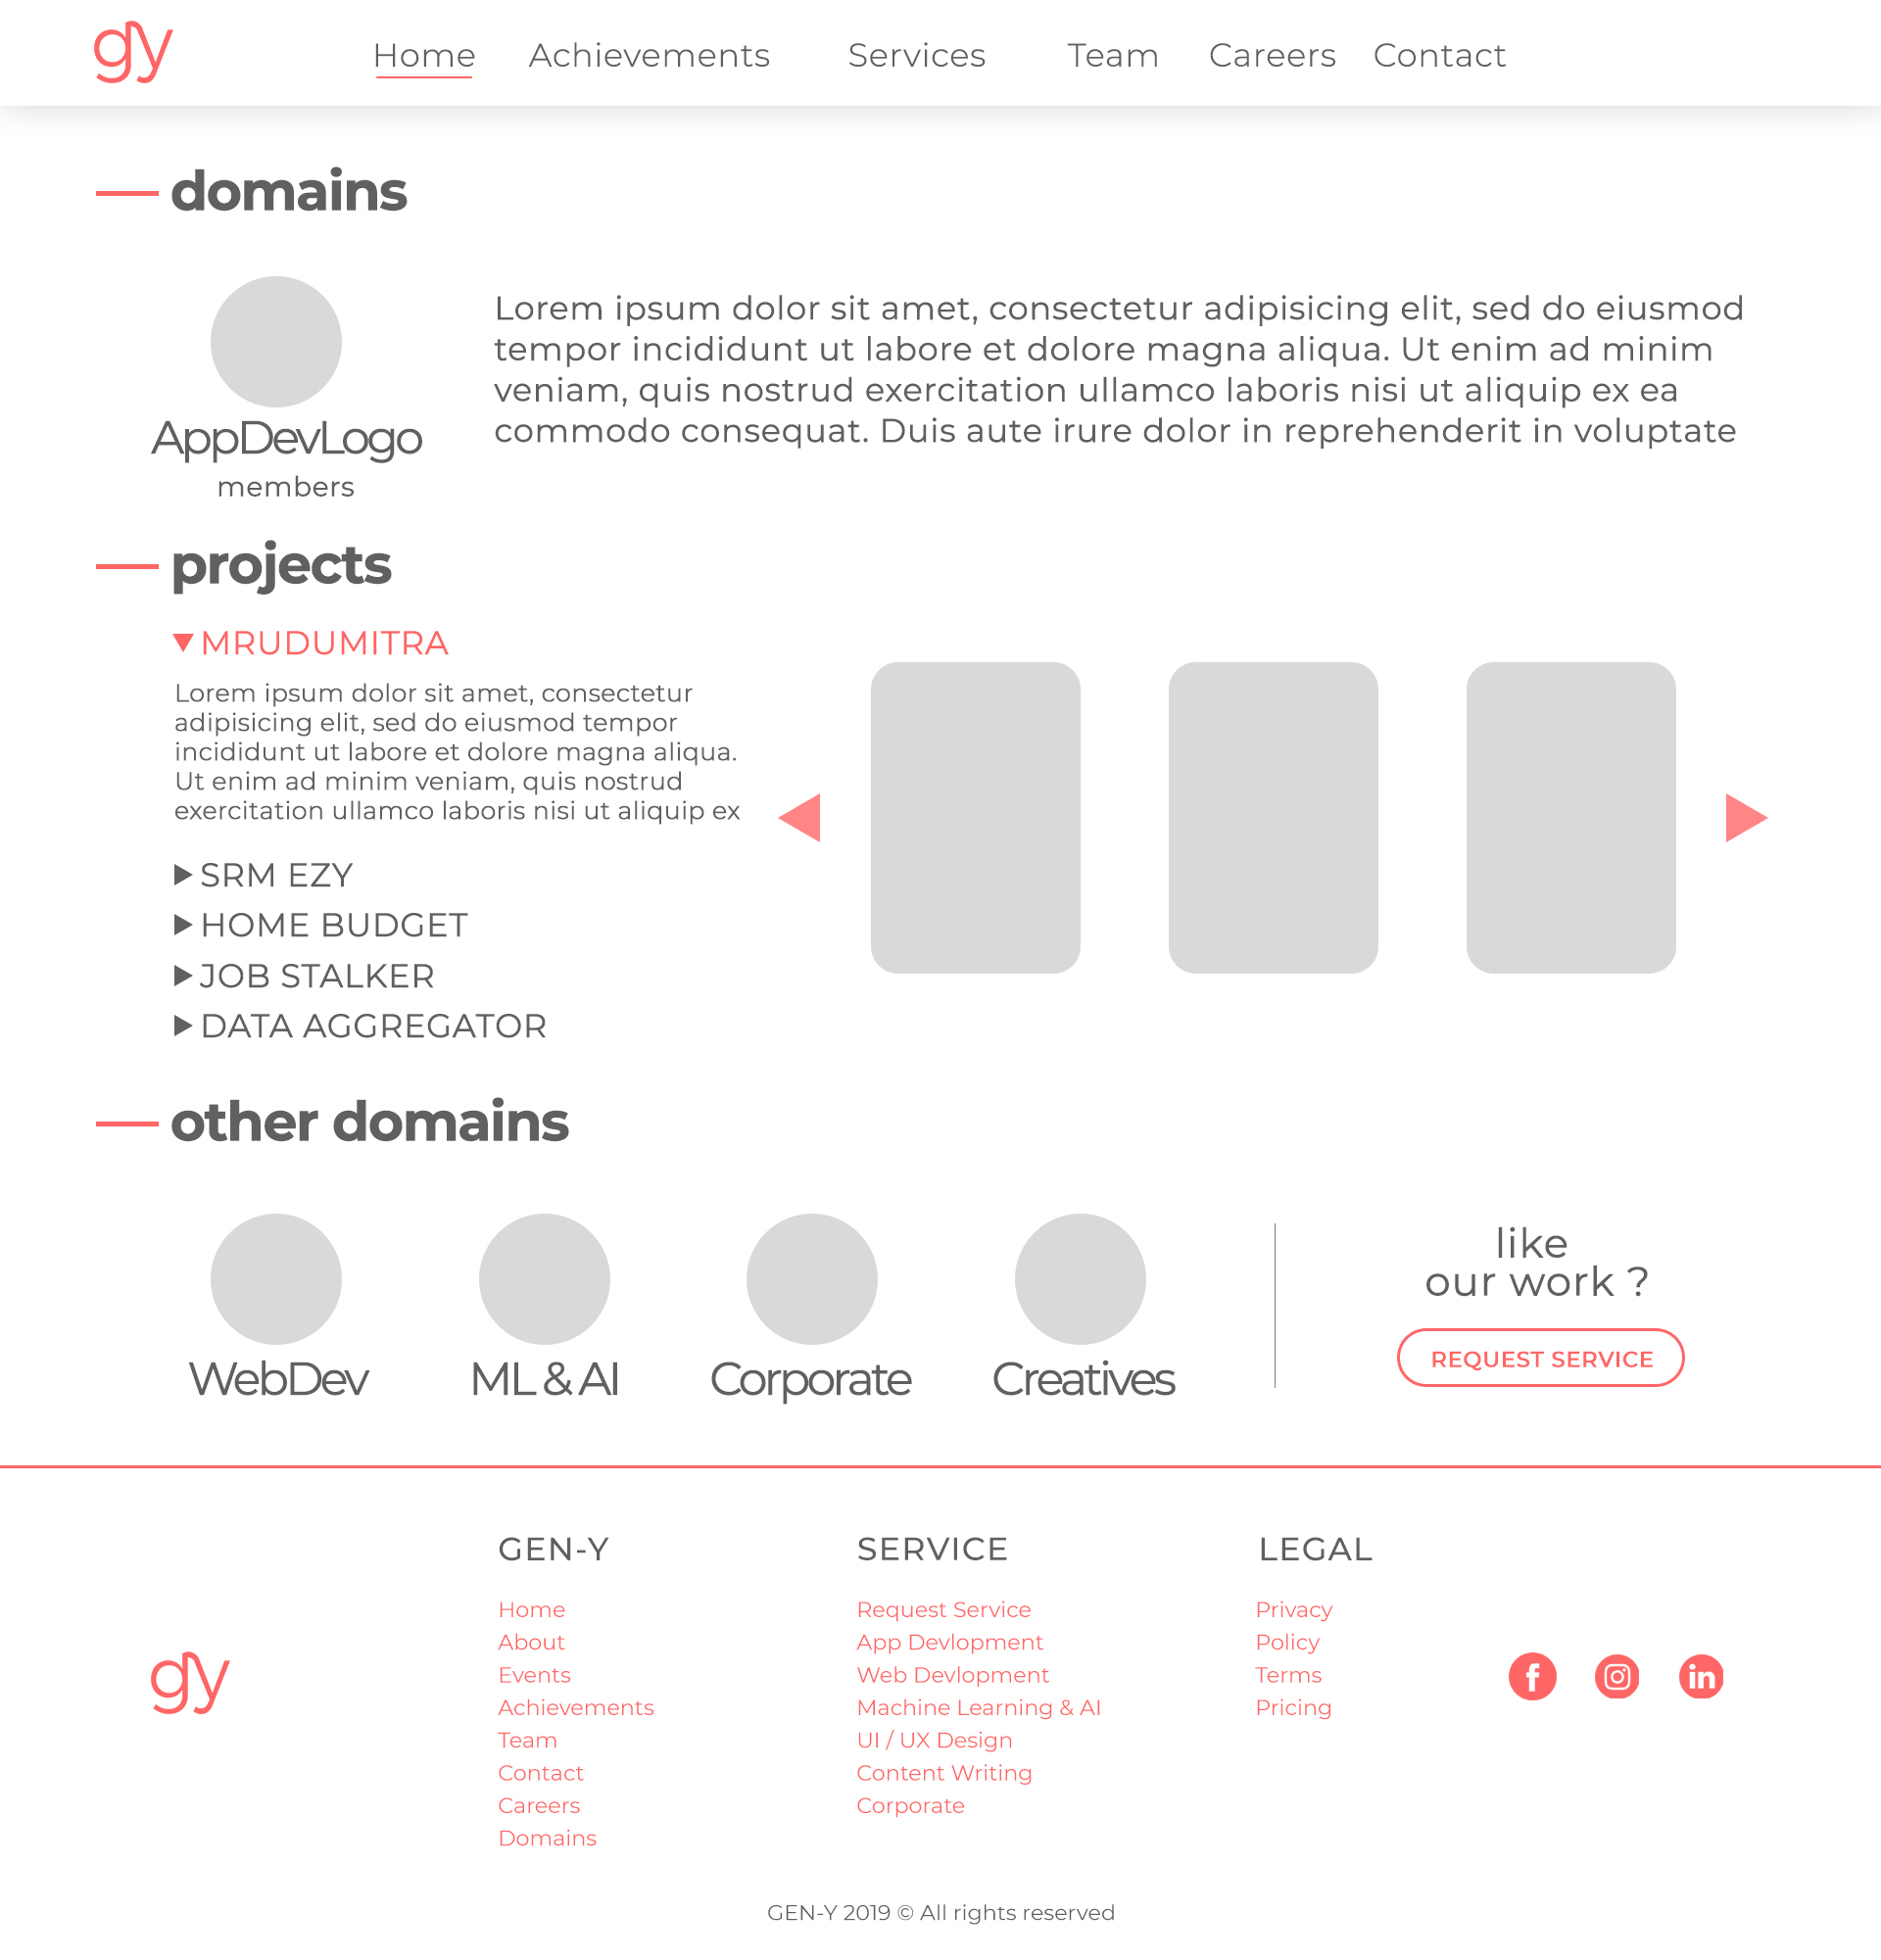 gy
Home Achievements Services Team Careers Contact
domains
Lorem ipsum dolor sit amet, consectetur adipisicing elit, sed do eiusmod
tempor incididunt ut labore et dolore magna aliqua. Ut enim ad minim
veniam, quis nostrud exercitation ullamco laboris nisi ut aliquip ex ea
commodo consequat. Duis aute irure dolor in reprehenderit in voluptate
AppDevLogo
members
projects
MRUDUMITRA
Lorem ipsum dolor sit amet, consectetur
adipisicing elit, sed do eiusmod tempor
incididunt ut labore et dolore magna aliqua.
Ut enim ad minim veniam, quis nostrud
exercitation ullamco laboris nisi ut aliquip ex
SRM EZY
HOME BUDGET
JOB STALKER
DATA AGGREGATOR
other domains
WebDev
ML & AI
Corporate
Creatives
like
our work ?
REQUEST SERVICE
gy
GEN-Y
Home
About
Events
Achievements
Team
Contact
Careers
Domains
SERVICE
Request Service
App Devlopment
Web Devlopment
Machine Learning & AI
UI / UX Design
Content Writing
Corporate
LEGAL
Privacy
Policy
Terms
Pricing
f
in
GEN-Y 2019 © All rights reserved